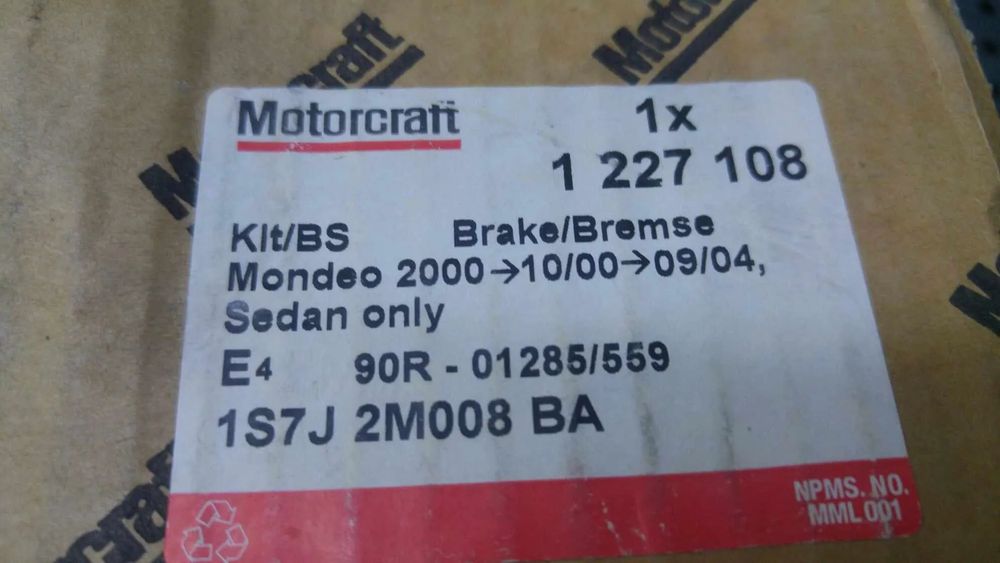 Motorcraft
Motorcraft 1x
1 227 108
Kit/BS Brake/Bremse
Mondeo 2000→10/00→09/04,
Sedan only
E4 90R - 01285/559
1S7J 2M008 BA
NPMS. NO.
MML 001